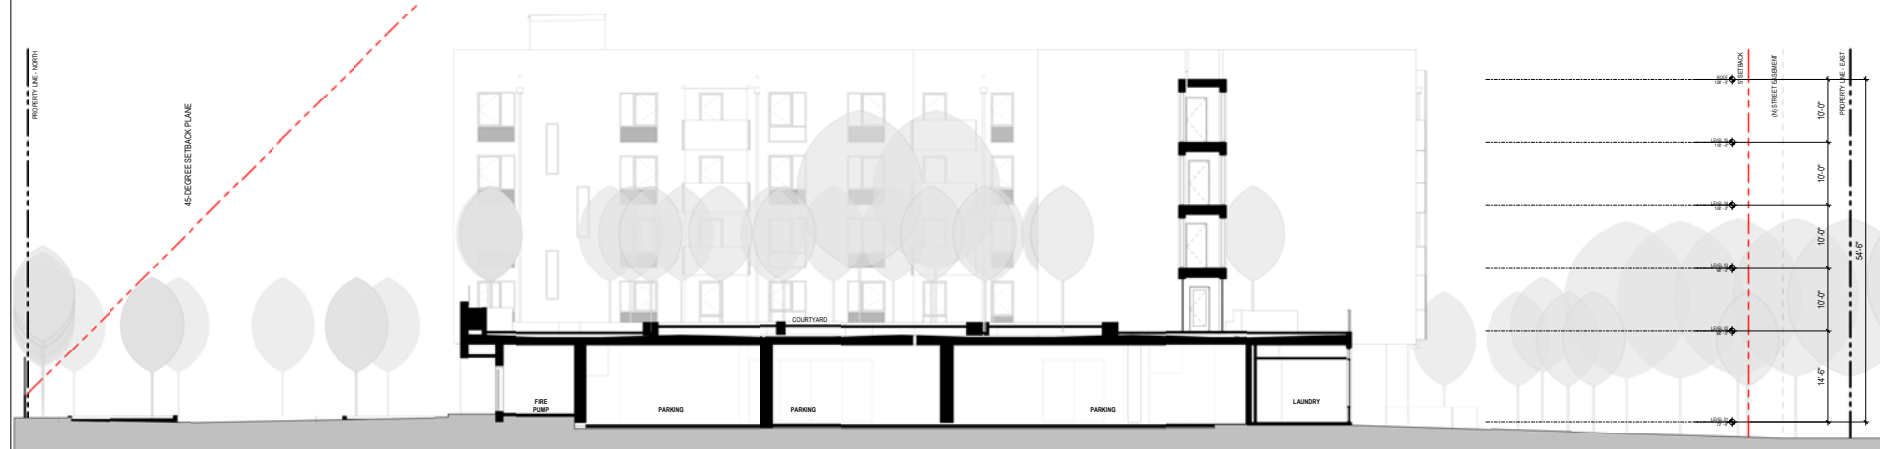 PROPERTY LINE - NORTH
45-DEGREE SETBACK PLANE
COURTYARD
FIRE
PUMP
PARKING
PARKING
PARKING
LAUNDRY
5' SETBACK
(N) STREET EASEMENT
PROPERTY LINE - EAST
10'-0"
10'-0"
10'-0"
10'-0"
14'-6"
54'-6"